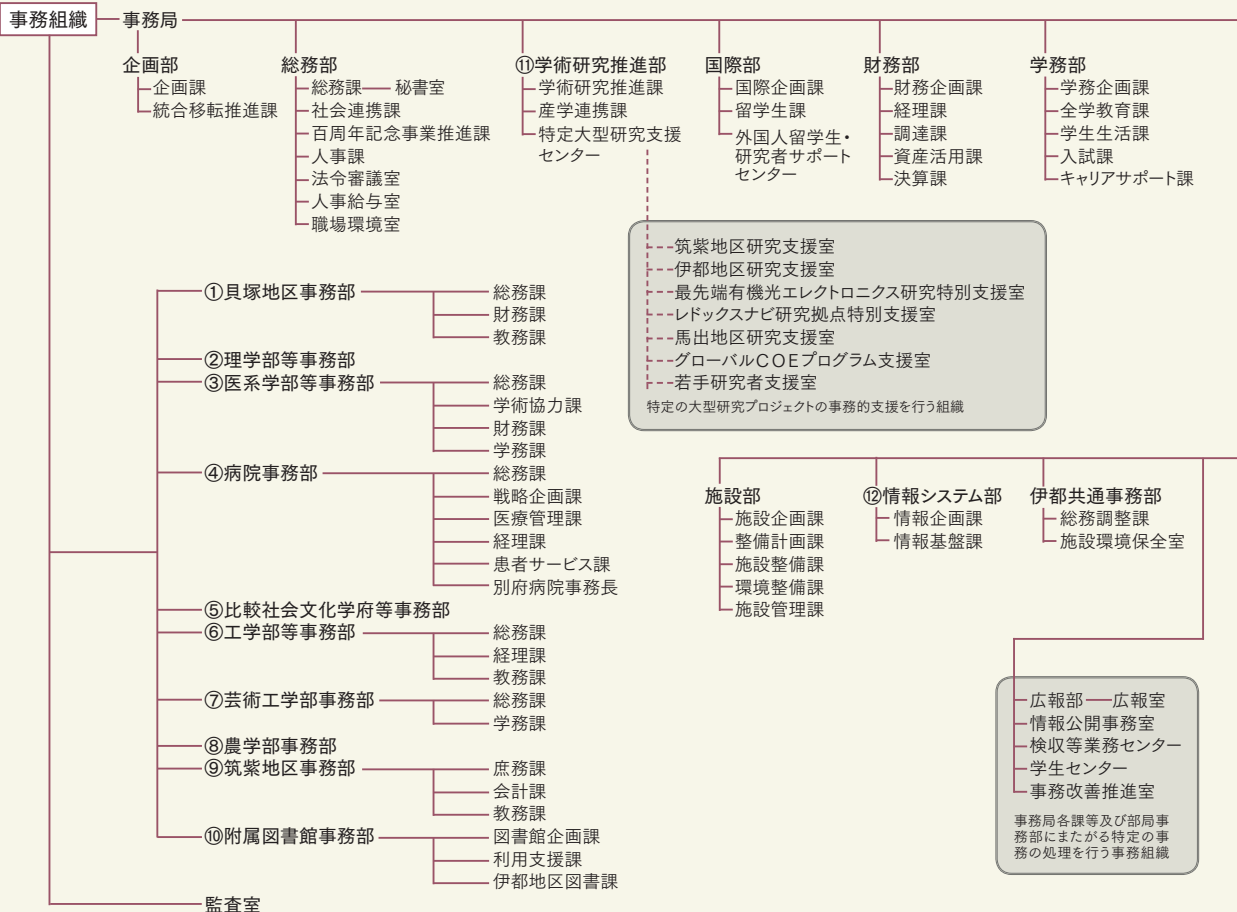 事務組織
事務局
企画部
企画課
統合移転推進課
総務部
総務課
秘書室
社会連携課
百周年記念事業推進課
人事課
法令審議室
人事給与室
職場環境室
⑪学術研究推進部
学術研究推進課
産学連携課
特定大型研究支援
センター
国際部
国際企画課
留学生課
外国人留学生・
研究者サポート
センター
財務部
財務企画課
経理課
調達課
資産活用課
決算課
学務部
学務企画課
全学教育課
学生生活課
入試課
キャリアサポート課
筑紫地区研究支援室
伊都地区研究支援室
最先端有機光エレクトロニクス研究特別支援室
レドックスナビ研究拠点特別支援室
馬出地区研究支援室
グローバルCOEプログラム支援室
若手研究者支援室
特定の大型研究プロジェクトの事務的支援を行う組織
①貝塚地区事務部
総務課
財務課
教務課
②理学部等事務部
③医系学部等事務部
総務課
学術協力課
財務課
学務課
④病院事務部
総務課
戦略企画課
医療管理課
経理課
患者サービス課
別府病院事務長
⑤比較社会文化学府等事務部
⑥工学部等事務部
総務課
経理課
教務課
⑦芸術工学部事務部
総務課
学務課
⑧農学部事務部
⑨筑紫地区事務部
庶務課
会計課
教務課
⑩附属図書館事務部
図書館企画課
利用支援課
伊都地区図書課
監査室
施設部
施設企画課
整備計画課
施設整備課
環境整備課
施設管理課
⑫情報システム部
情報企画課
情報基盤課
伊都共通事務部
総務調整課
施設環境保全室
広報部
広報室
情報公開事務室
検収等業務センター
学生センター
事務改善推進室
事務局各課等及び部局事
務部にまたがる特定の事
務の処理を行う事務組織